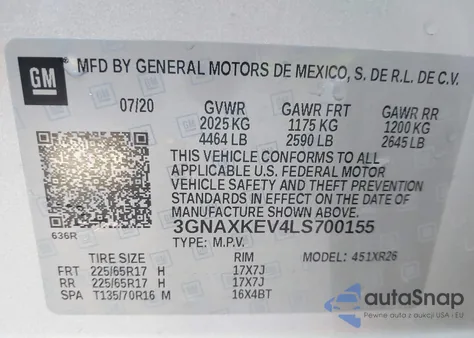 GM
MFD BY GENERAL MOTORS DE MEXICO, S. DE R.L. DE C.V.
07/20 GVWR GAWR FRT GAWR RR
2025 KG 1175 KG 1200 KG
4464 LB 2590 LB 2645 LB
THIS VEHICLE CONFORMS TO ALL
APPLICABLE U.S. FEDERAL MOTOR
VEHICLE SAFETY AND THEFT PREVENTION
STANDARDS IN EFFECT ON THE DATE OF
MANUFACTURE SHOWN ABOVE.
636R 3GNAXKEV4LS700155
TYPE: M.P.V. MODEL: 451XR26
TIRE SIZE RIM
FRT 225/65R17 H 17X7J
RR 225/65R17 H 17X7J
SPA T135/70R16 M 16X4BT
autaSnap
Pewne auta z aukcji USA - EU